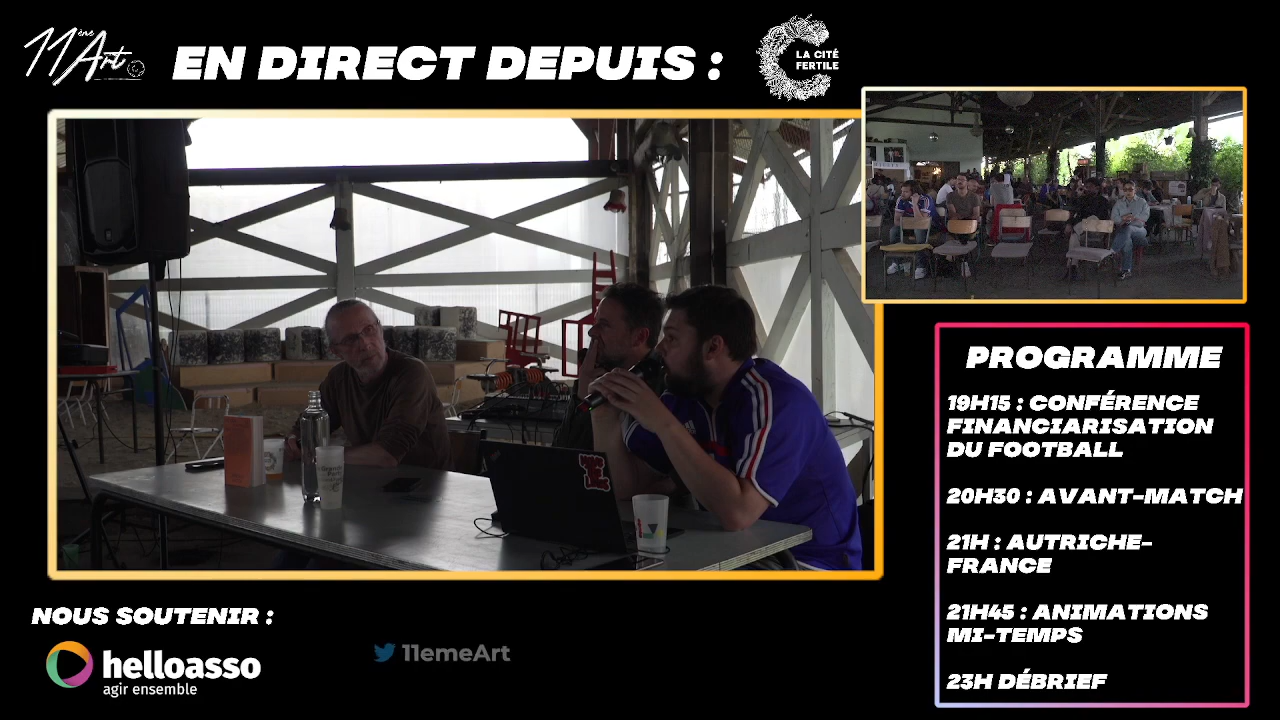 11ème Art
EN DIRECT DEPUIS :
LA CITÉ
FERTILE
PROGRAMME
19H15 : CONFÉRENCE
FINANCIARISATION
DU FOOTBALL
20H30 : AVANT-MATCH
21H : AUTRICHE-
FRANCE
21H45 : ANIMATIONS
MI-TEMPS
23H DÉBRIEF
NOUS SOUTENIR :
helloasso
agir ensemble
11emeArt